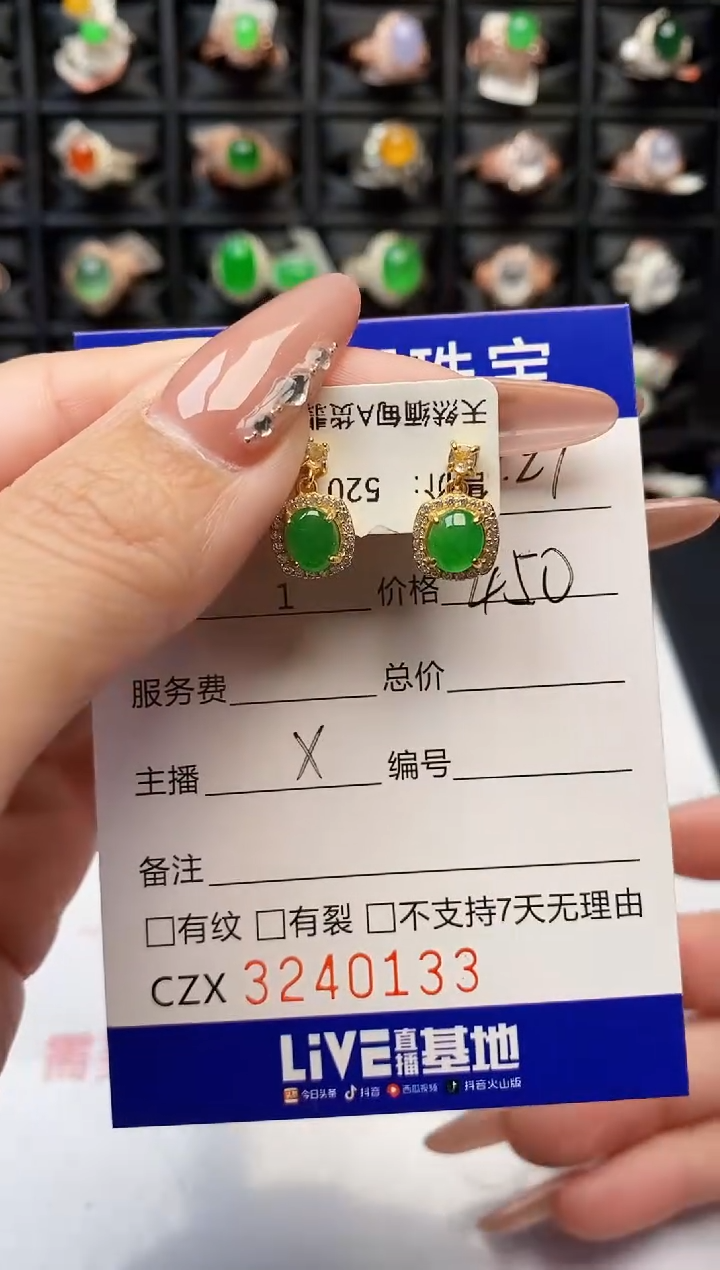 珠宝
天然缅甸A货翡
售价: 520
171
1 价格 450
服务费 总价
主播 X 编号
备注
□有纹 □有裂 □不支持7天无理由
CZX 3240133
LiVE直播基地
今日头条 抖音 西瓜视频 抖音火山版